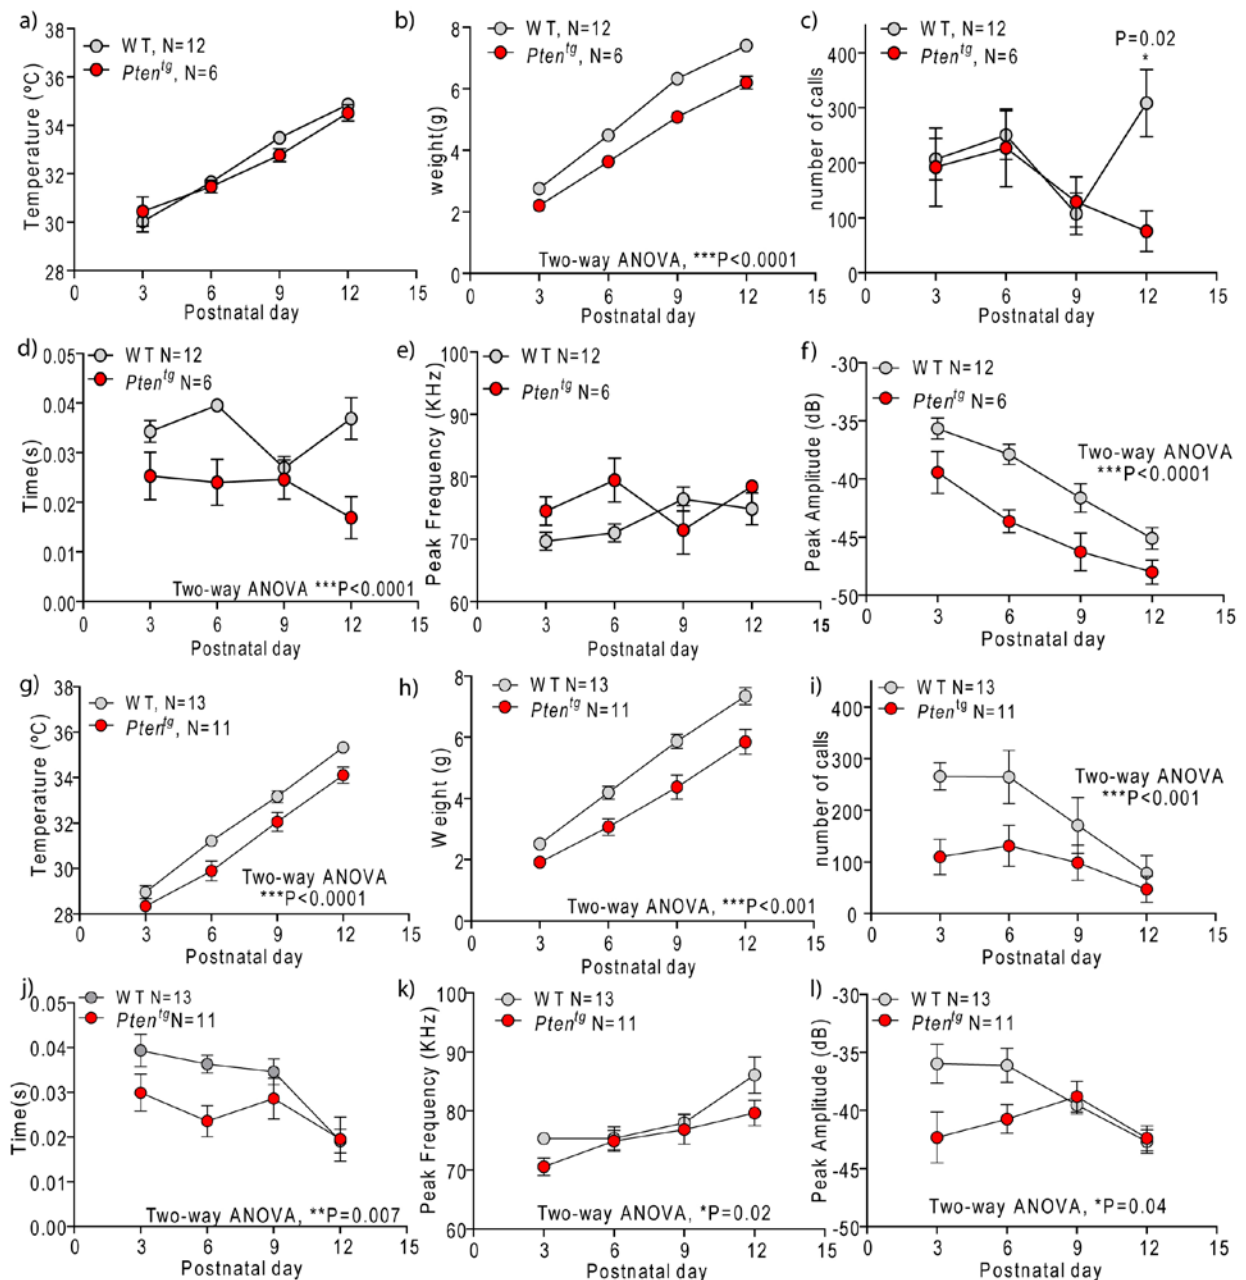 a)
WT, N=12
Pten^tg, N=6
Temperature (ºC)
38
36
34
32
30
28
0 3 6 9 12 15
Postnatal day
b)
WT, N=12
Pten^tg, N=6
weight(g)
8
6
4
2
0
Two-way ANOVA, ***P<0.0001
0 3 6 9 12 15
Postnatal day
c)
WT, N=12
Pten^tg, N=6
P=0.02
*
number of calls
400
300
200
100
0
0 3 6 9 12 15
Postnatal day
d)
WT N=12
Pten^tg N=6
Time(s)
0.05
0.04
0.03
0.02
0.01
0.00
Two-way ANOVA ***P<0.0001
0 3 6 9 12 15
Postnatal day
e)
WT N=12
Pten^tg N=6
Peak Frequency (KHz)
100
90
80
70
60
0 3 6 9 12 15
Postnatal day
f)
WT N=12
Pten^tg N=6
Two-way ANOVA
***P<0.0001
Peak Amplitude (dB)
-30
-35
-40
-45
-50
0 3 6 9 12 15
Postnatal day
g)
WT, N=13
Pten^tg, N=11
Temperature (ºC)
38
36
34
32
30
28
Two-way ANOVA
***P<0.0001
0 3 6 9 12 15
Postnatal day
h)
WT N=13
Pten^tg N=11
Weight (g)
8
6
4
2
0
Two-way ANOVA, ***P<0.001
0 3 6 9 12 15
Postnatal day
i)
WT N=13
Pten^tg N=11
Two-way ANOVA
***P<0.001
number of calls
400
300
200
100
0
0 3 6 9 12 15
Postnatal day
j)
WT N=13
Pten^tg N=11
Time(s)
0.05
0.04
0.03
0.02
0.01
0.00
Two-way ANOVA, **P=0.007
0 3 6 9 12 15
Postnatal day
k)
WT N=13
Pten^tg N=11
Peak Frequency (KHz)
100
90
80
70
60
Two-way ANOVA, *P=0.02
0 3 6 9 12 15
Postnatal day
l)
WT N=13
Pten^tg N=11
Peak Amplitude (dB)
-30
-35
-40
-45
-50
Two-way ANOVA, *P=0.04
0 3 6 9 12 15
Postnatal day